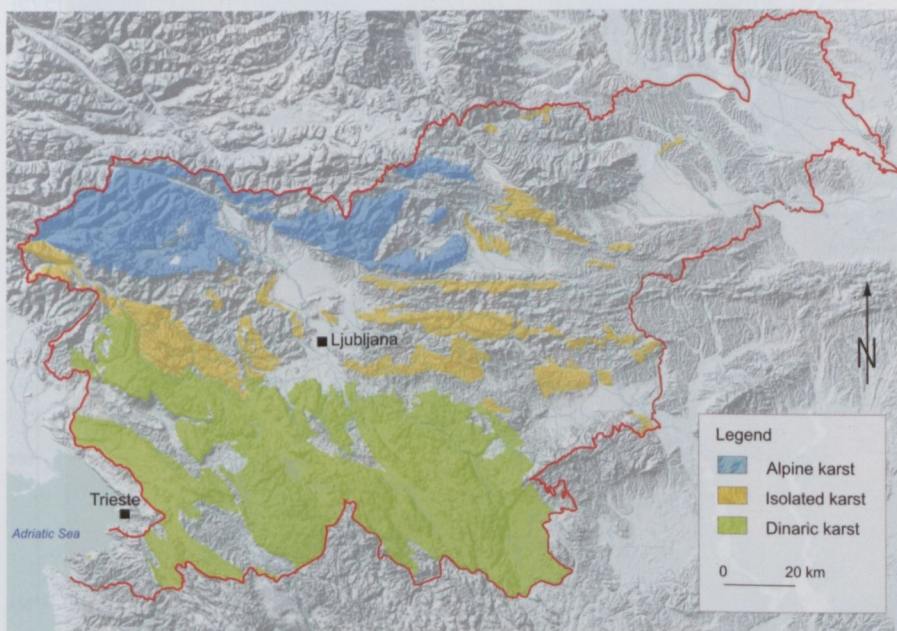 Ljubljana
Trieste
Adriatic Sea
N
Legend
Alpine karst
Isolated karst
Dinaric karst
0 20 km